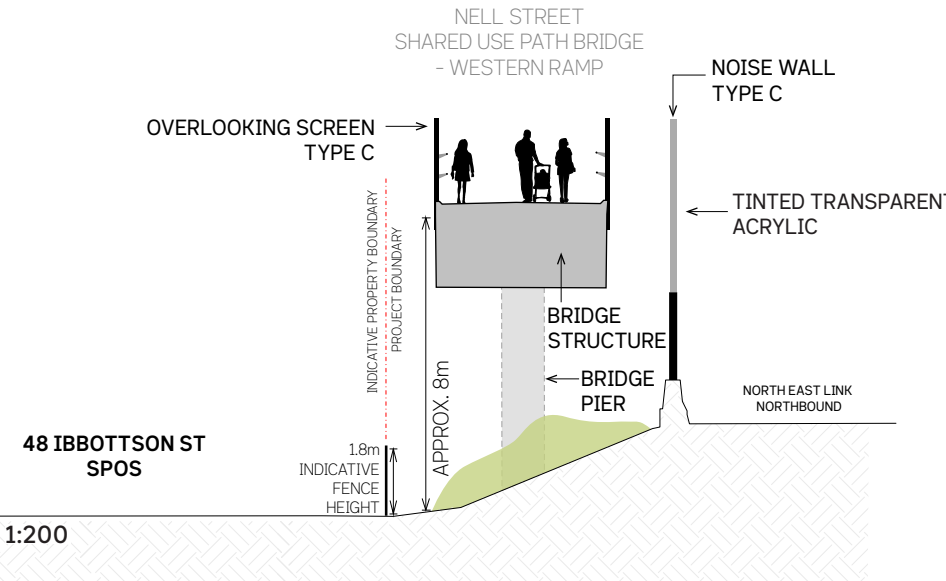 NELL STREET
SHARED USE PATH BRIDGE
- WESTERN RAMP
NOISE WALL
TYPE C
OVERLOOKING SCREEN
TYPE C
TINTED TRANSPARENT
ACRYLIC
INDICATIVE PROPERTY BOUNDARY
PROJECT BOUNDARY
BRIDGE
STRUCTURE
APPROX. 8m
BRIDGE
PIER
NORTH EAST LINK
NORTHBOUND
48 IBBOTTSON ST
SPOS
1.8m
INDICATIVE
FENCE
HEIGHT
1:200